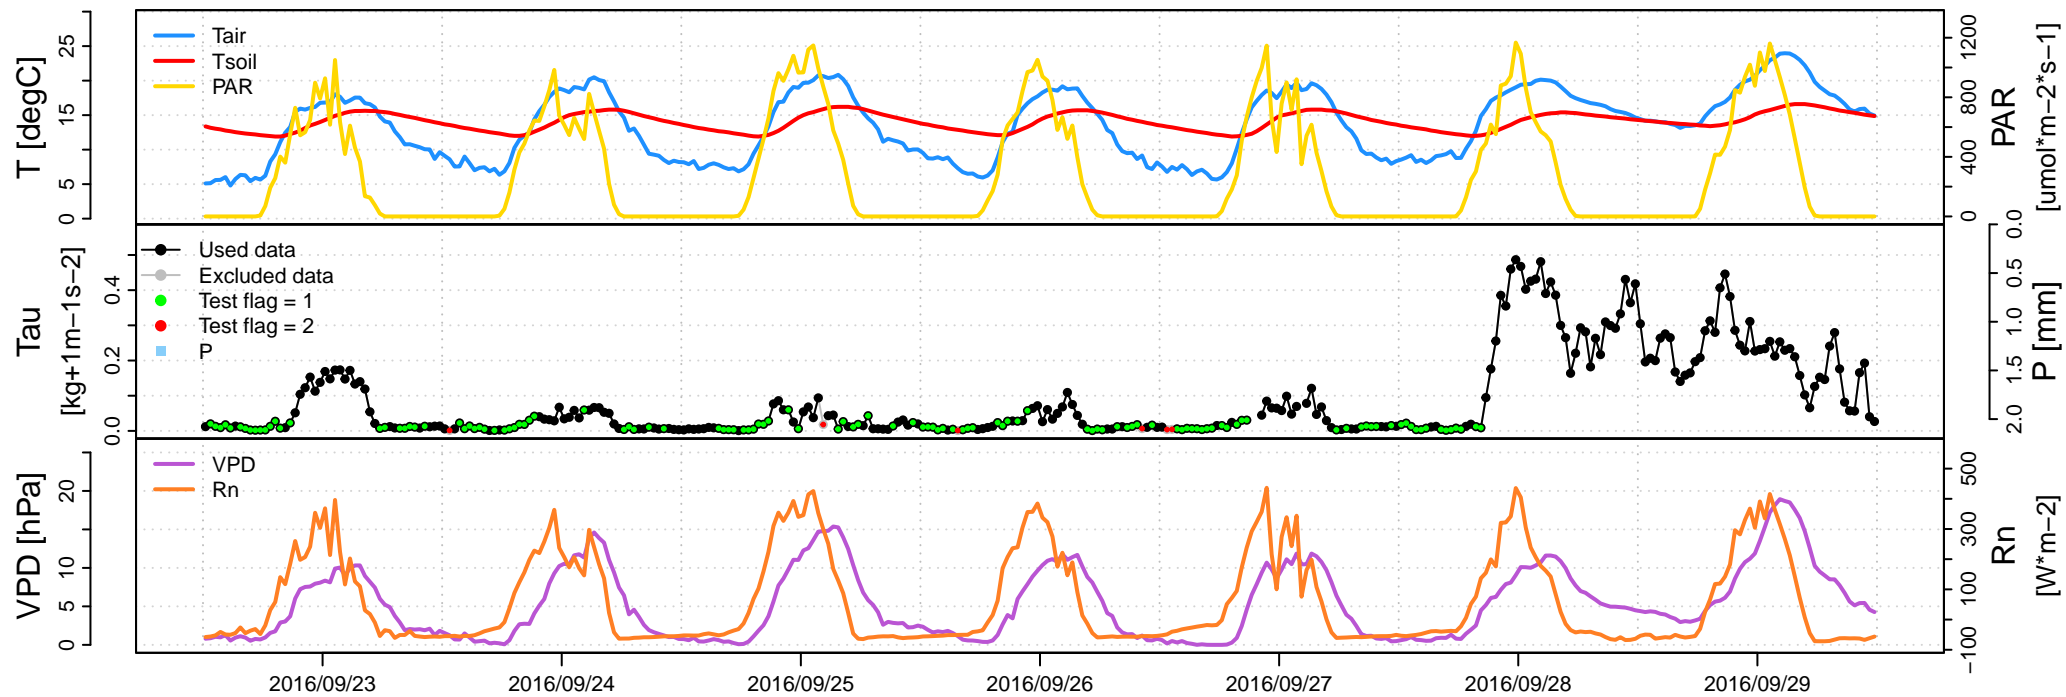 T [degC]
0
5
15
25
Tair
Tsoil
PAR
0
400
800
1200
PAR
[umol*m−2*s−1]
Tau
[kg+1m−1s−2]
0.0
0.2
0.4
Used data
Excluded data
Test flag = 1
Test flag = 2
P
0.0
0.5
1.0
1.5
2.0
P [mm]
VPD [hPa]
0
5
10
20
VPD
Rn
−100
100
300
500
Rn
[W*m−2]
2016/09/23
2016/09/24
2016/09/25
2016/09/26
2016/09/27
2016/09/28
2016/09/29